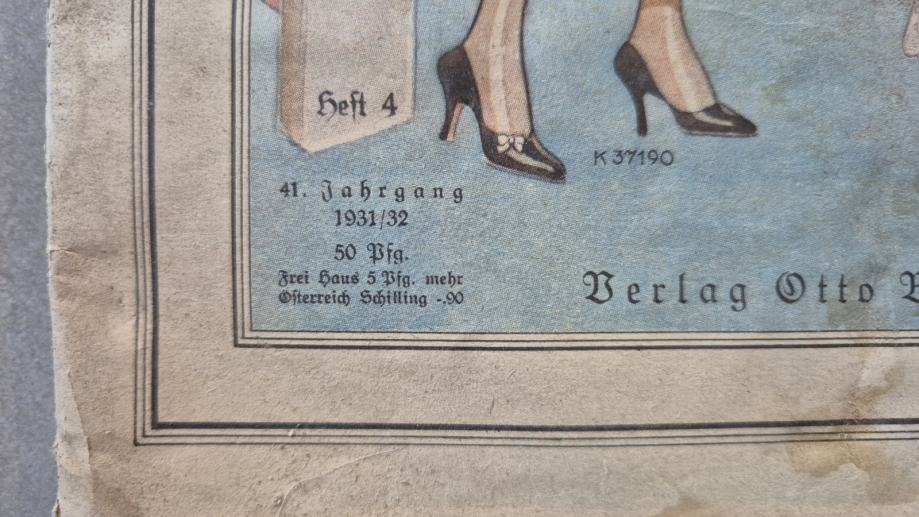 Heft 4
K 37190
41. Jahrgang
1931/32
50 Pfg.
Frei Haus 5 Pfg. mehr
Österreich Schilling -.90
Verlag Otto